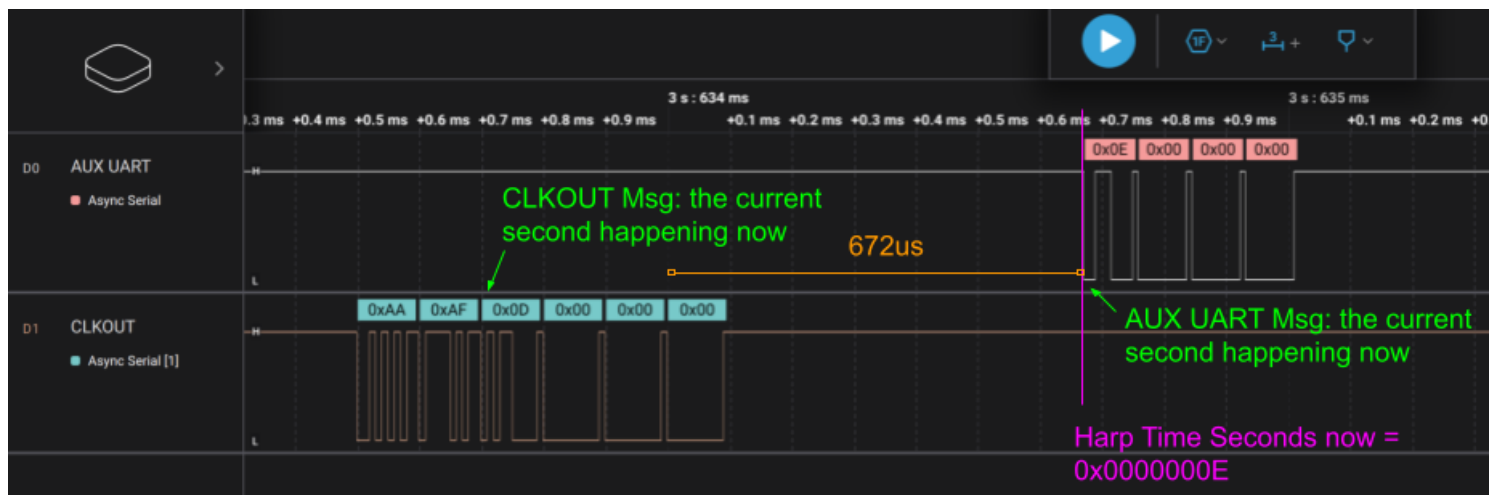 3 s : 634 ms
3 s : 635 ms
.3 ms +0.4 ms +0.5 ms +0.6 ms +0.7 ms +0.8 ms +0.9 ms +0.1 ms +0.2 ms +0.3 ms +0.4 ms +0.5 ms +0.6 ms +0.7 ms +0.8 ms +0.9 ms +0.1 ms +0.2 ms +0
1F
3
+
D0
AUX UART
Async Serial
H
L
0x0E 0x00 0x00 0x00
CLKOUT Msg: the current
second happening now
672us
D1
CLKOUT
Async Serial [1]
H
L
0xAA 0xAF 0x0D 0x00 0x00 0x00
AUX UART Msg: the current
second happening now
Harp Time Seconds now =
0x0000000E